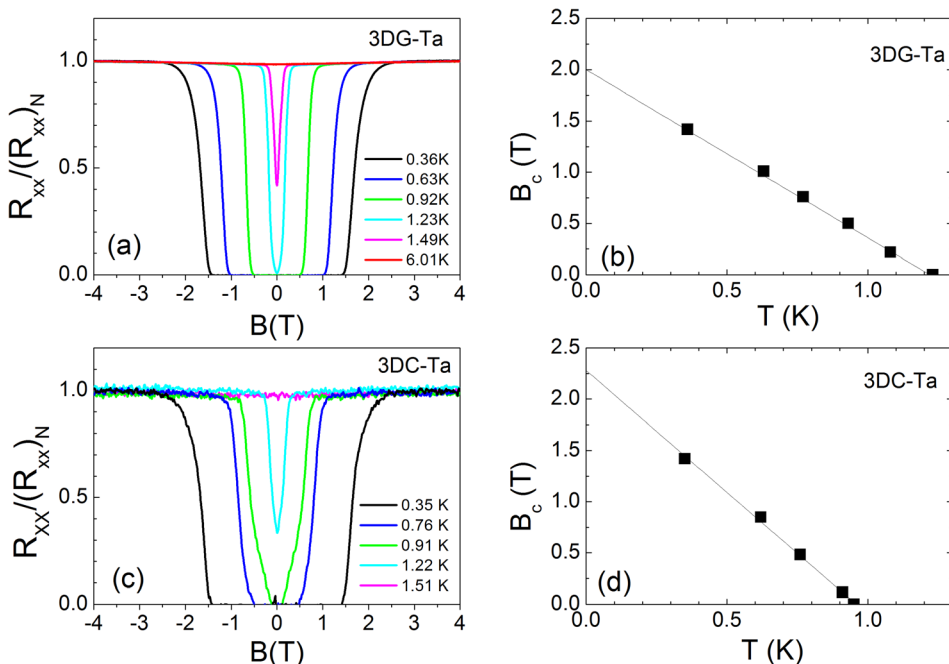 3DG-Ta
1.0
0.5
0.0
R_xx/(R_xx)_N
0.36K
0.63K
0.92K
1.23K
1.49K
6.01K
(a)
-4 -3 -2 -1 0 1 2 3 4
B(T)
3DG-Ta
2.5
2.0
1.5
1.0
0.5
0.0
B_c (T)
(b)
0.0 0.5 1.0
T (K)
3DC-Ta
1.0
0.5
0.0
R_XX/(R_xx)_N
0.35 K
0.76 K
0.91 K
1.22 K
1.51 K
(c)
-4 -3 -2 -1 0 1 2 3 4
B(T)
3DC-Ta
2.5
2.0
1.5
1.0
0.5
0.0
B_c (T)
(d)
0.0 0.5 1.0
T (K)